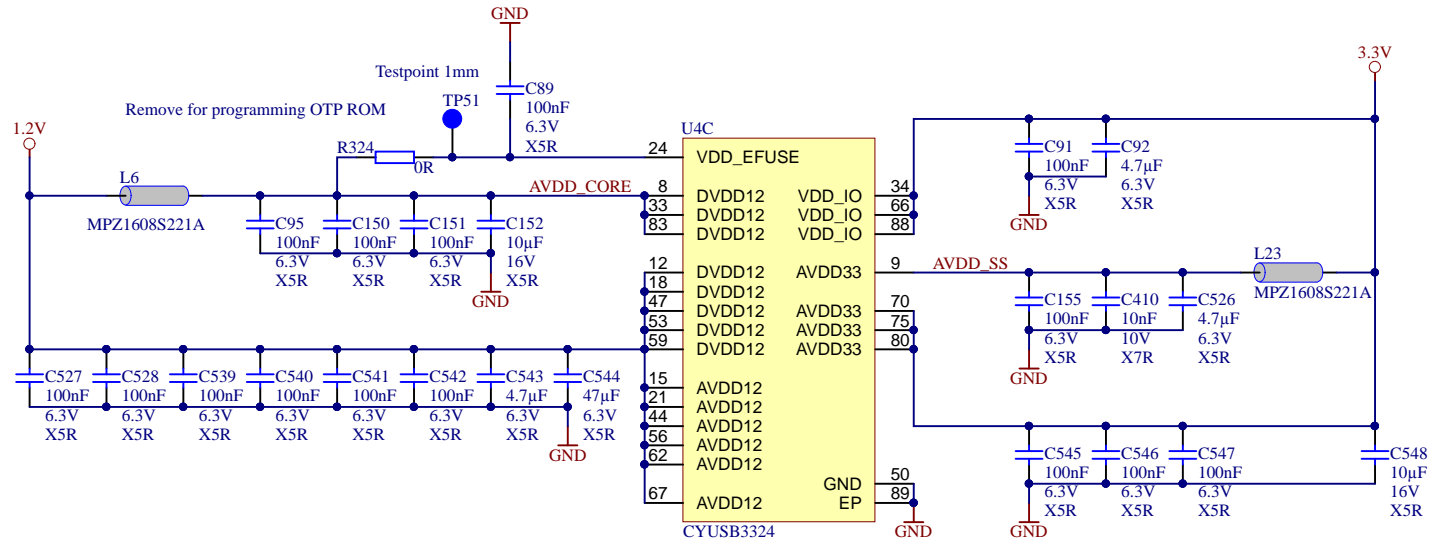 GND
3.3V
Testpoint 1mm
C89
100nF
6.3V
X5R
TP51
Remove for programming OTP ROM
1.2V
R324
0R
U4C
24
VDD_EFUSE
L6
MPZ1608S221A
AVDD_CORE
8
DVDD12
33
DVDD12
83
DVDD12
C95
100nF
6.3V
X5R
C150
100nF
6.3V
X5R
C151
100nF
6.3V
X5R
C152
10µF
16V
X5R
GND
12
DVDD12
18
DVDD12
47
DVDD12
53
DVDD12
59
DVDD12
C527
100nF
6.3V
X5R
C528
100nF
6.3V
X5R
C539
100nF
6.3V
X5R
C540
100nF
6.3V
X5R
C541
100nF
6.3V
X5R
C542
100nF
6.3V
X5R
C543
4.7µF
6.3V
X5R
C544
47µF
6.3V
X5R
GND
15
AVDD12
21
AVDD12
44
AVDD12
56
AVDD12
62
AVDD12
67
AVDD12
CYUSB3324
VDD_IO
34
VDD_IO
66
VDD_IO
88
C91
100nF
6.3V
X5R
C92
4.7µF
6.3V
X5R
GND
AVDD33
9
AVDD_SS
L23
MPZ1608S221A
C155
100nF
6.3V
X5R
C410
10nF
10V
X7R
C526
4.7µF
6.3V
X5R
GND
AVDD33
70
AVDD33
75
AVDD33
80
C545
100nF
6.3V
X5R
C546
100nF
6.3V
X5R
C547
100nF
6.3V
X5R
C548
10µF
16V
X5R
GND
GND
50
EP
89
GND